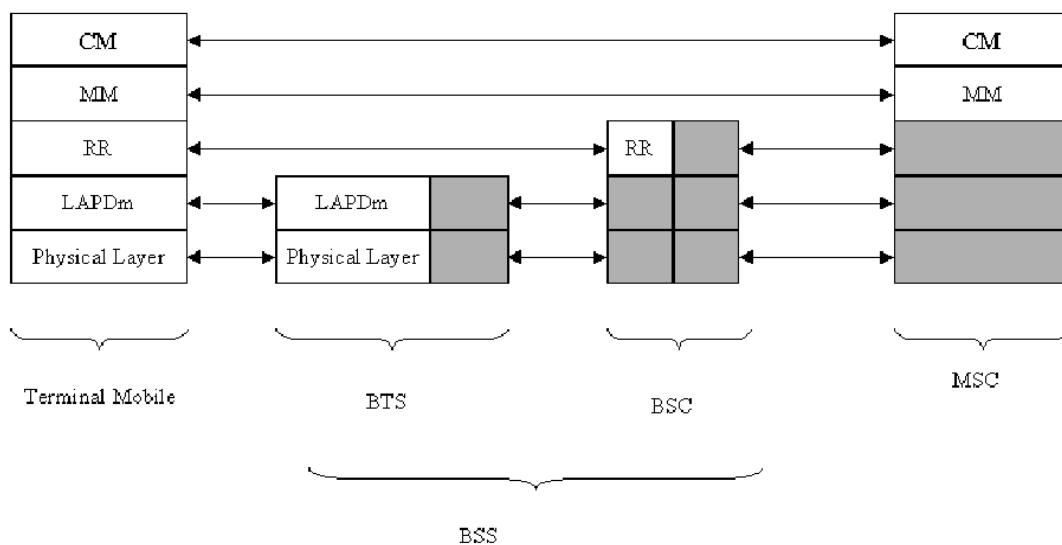 CM CM
MM MM
RR RR
LAPDm LAPDm
Physical Layer Physical Layer
Terminal Mobile BTS BSC MSC
BSS